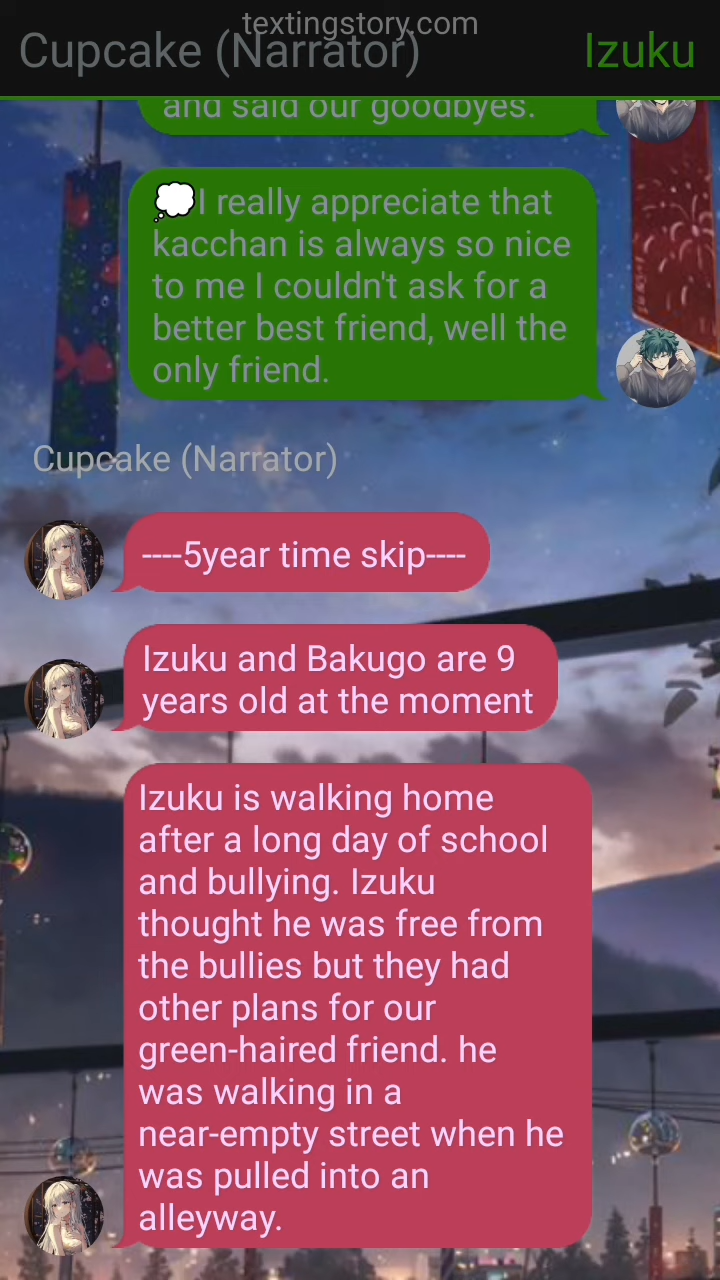 textingstory.com
Cupcake (Narrator)
Izuku
and said our goodbyes.
💭I really appreciate that
kacchan is always so nice
to me I couldn't ask for a
better best friend, well the
only friend.
Cupcake (Narrator)
----5year time skip----
Izuku and Bakugo are 9
years old at the moment
Izuku is walking home
after a long day of school
and bullying. Izuku
thought he was free from
the bullies but they had
other plans for our
green-haired friend. he
was walking in a
near-empty street when he
was pulled into an
alleyway.